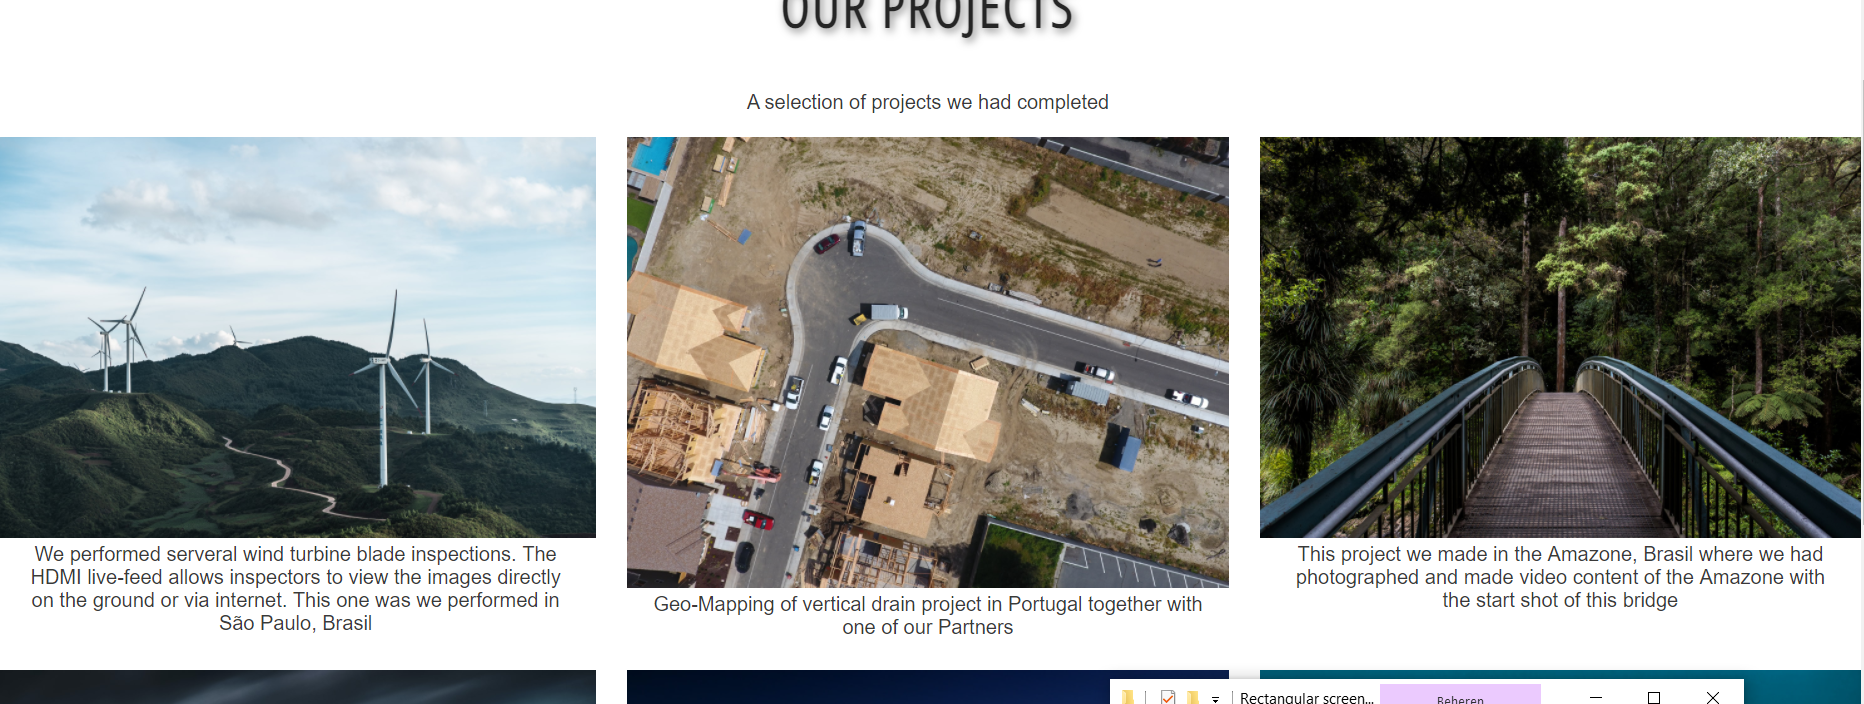 OUR PROJECTS
A selection of projects we had completed
We performed serveral wind turbine blade inspections. The
HDMI live-feed allows inspectors to view the images directly
on the ground or via internet. This one was we performed in
São Paulo, Brasil
Geo-Mapping of vertical drain project in Portugal together with
one of our Partners
This project we made in the Amazone, Brasil where we had
photographed and made video content of the Amazone with
the start shot of this bridge
Rectangular screen...
Beheren